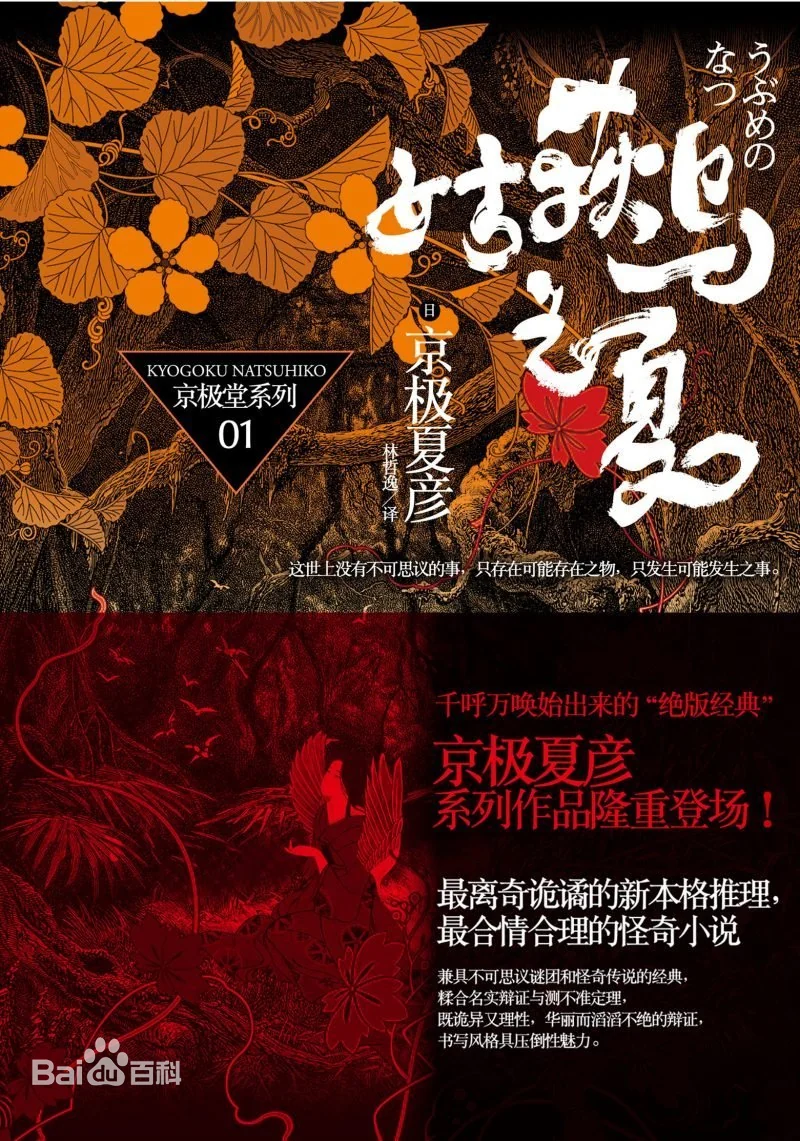 うぶめの
なつ
姑获鸟
之夏
日
京极夏彦
林哲逸／译
KYOGOKU NATSUHIKO
京极堂系列
01
这世上没有不可思议的事，只存在可能存在之物，只发生可能发生之事。
千呼万唤始出来的“绝版经典”
京极夏彦
系列作品隆重登场！
最离奇诡谲的新本格推理，
最合情合理的怪奇小说
兼具不可思议谜团和怪奇传说的经典，
糅合名实辩证与测不准定理，
既诡异又理性，华丽而滔滔不绝的辩证，
书写风格具压倒性魅力。
Bai du 百科